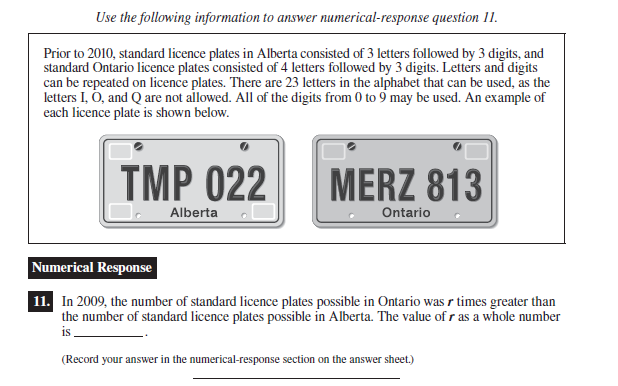 Use the following information to answer numerical-response question 11.
Prior to 2010, standard licence plates in Alberta consisted of 3 letters followed by 3 digits, and
standard Ontario licence plates consisted of 4 letters followed by 3 digits. Letters and digits
can be repeated on licence plates. There are 23 letters in the alphabet that can be used, as the
letters I, O, and Q are not allowed. All of the digits from 0 to 9 may be used. An example of
each licence plate is shown below.
TMP 022
Alberta
MERZ 813
Ontario
Numerical Response
11. In 2009, the number of standard licence plates possible in Ontario was r times greater than
the number of standard licence plates possible in Alberta. The value of r as a whole number
is __________.
(Record your answer in the numerical-response section on the answer sheet.)